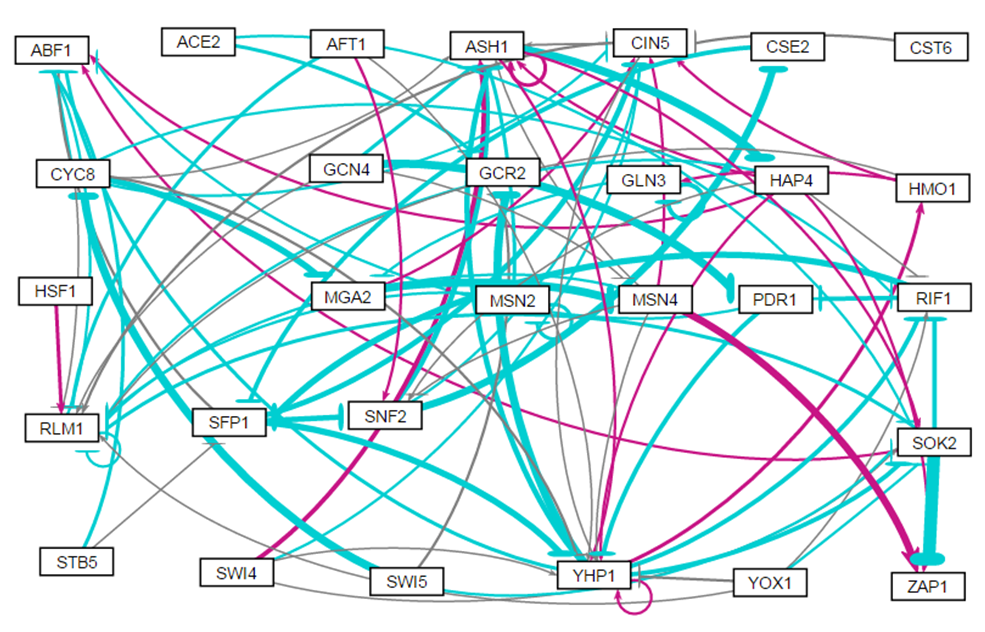 ABF1
ACE2
AFT1
ASH1
CIN5
CSE2
CST6
CYC8
GCN4
GCR2
GLN3
HAP4
HMO1
HSF1
MGA2
MSN2
MSN4
PDR1
RIF1
RLM1
SFP1
SNF2
SOK2
STB5
SWI4
SWI5
YHP1
YOX1
ZAP1